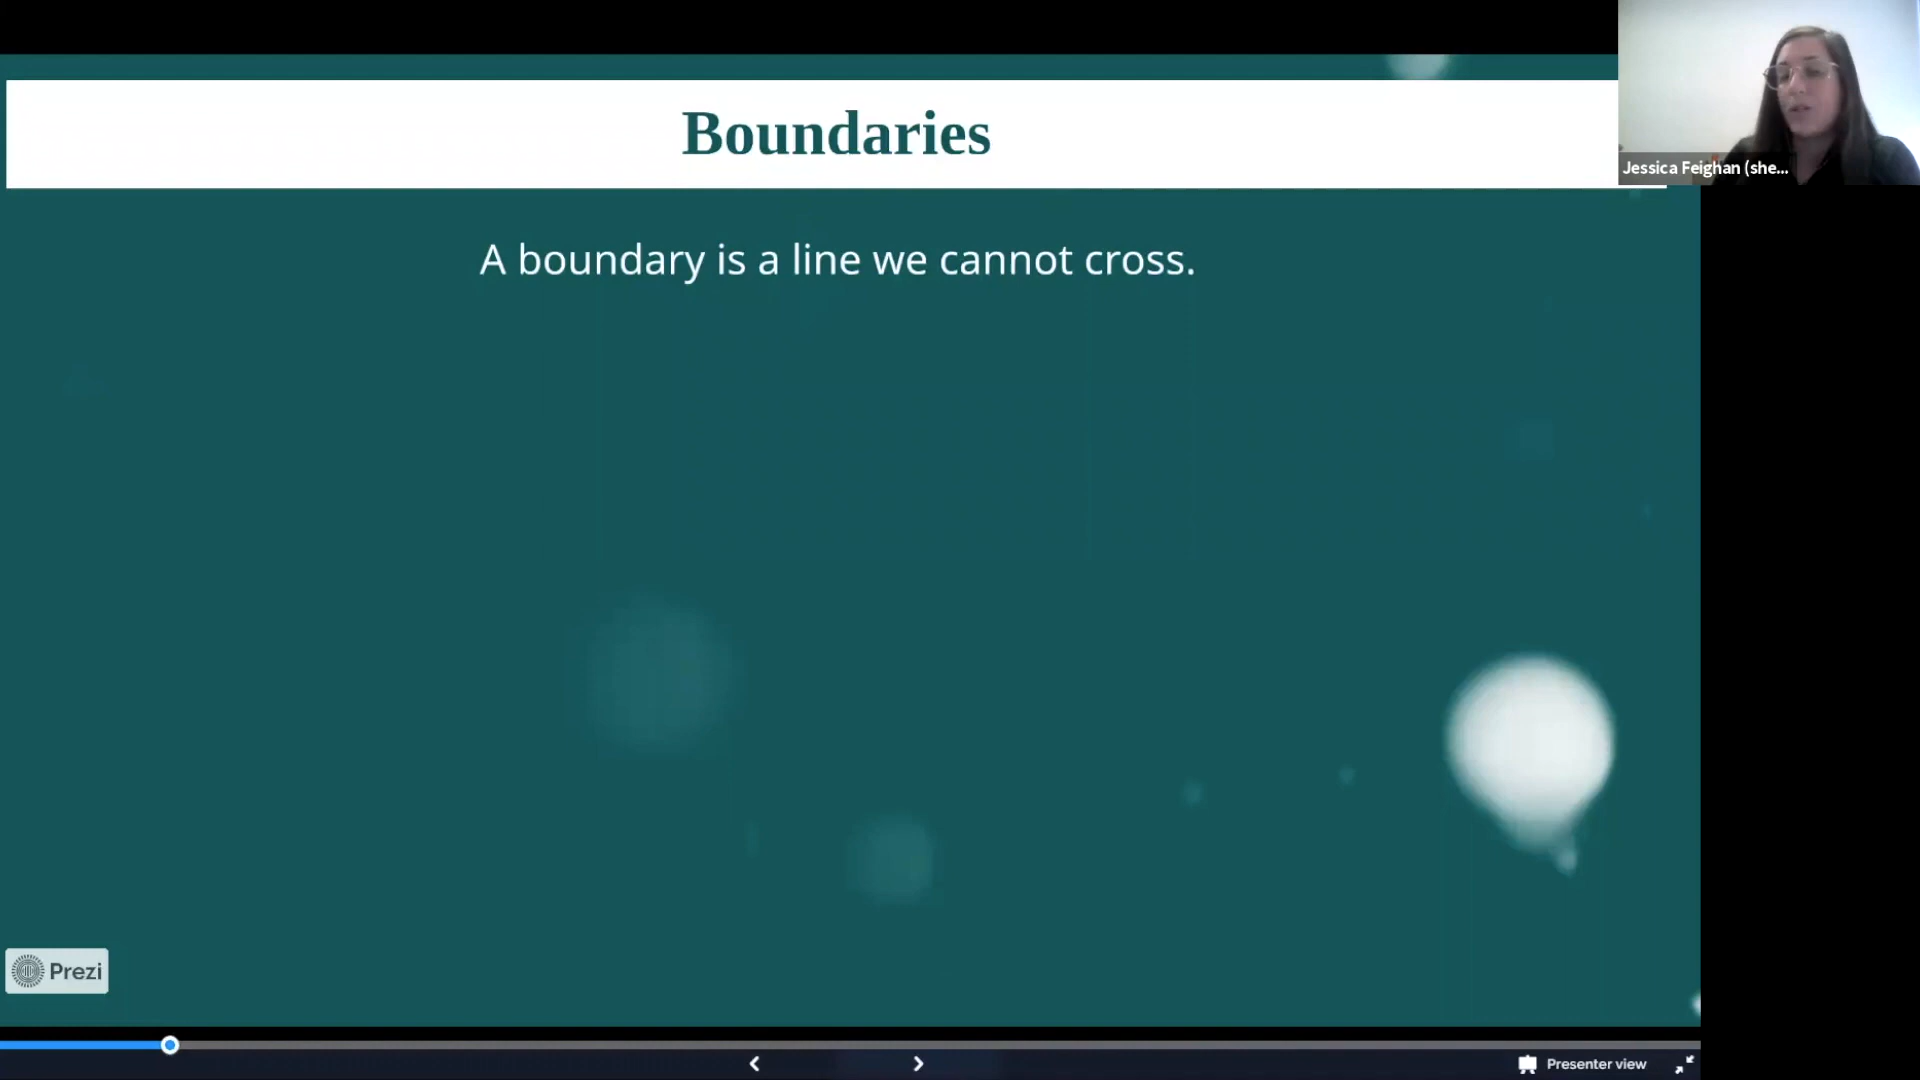 Boundaries
Jessica Feighan (she...
A boundary is a line we cannot cross.
Prezi
Presenter view